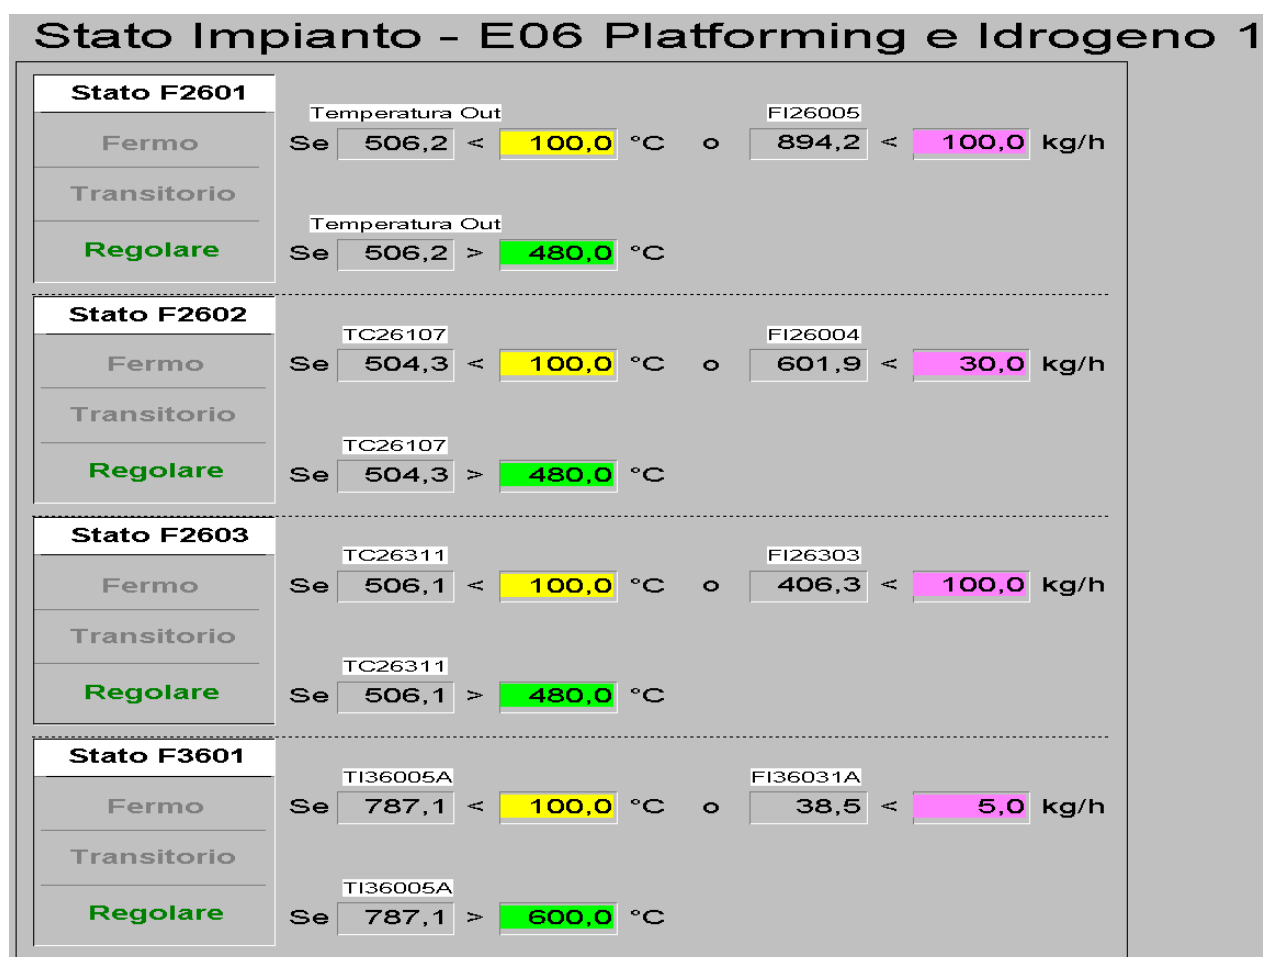 Stato Impianto - E06 Platforming e Idrogeno 1
Stato F2601
Temperatura Out FI26005
Fermo Se 506,2 < 100,0 °C o 894,2 < 100,0 kg/h
Transitorio
Temperatura Out
Regolare Se 506,2 > 480,0 °C
Stato F2602
TC26107 FI26004
Fermo Se 504,3 < 100,0 °C o 601,9 < 30,0 kg/h
Transitorio
TC26107
Regolare Se 504,3 > 480,0 °C
Stato F2603
TC26311 FI26303
Fermo Se 506,1 < 100,0 °C o 406,3 < 100,0 kg/h
Transitorio
TC26311
Regolare Se 506,1 > 480,0 °C
Stato F3601
TI36005A FI36031A
Fermo Se 787,1 < 100,0 °C o 38,5 < 5,0 kg/h
Transitorio
TI36005A
Regolare Se 787,1 > 600,0 °C